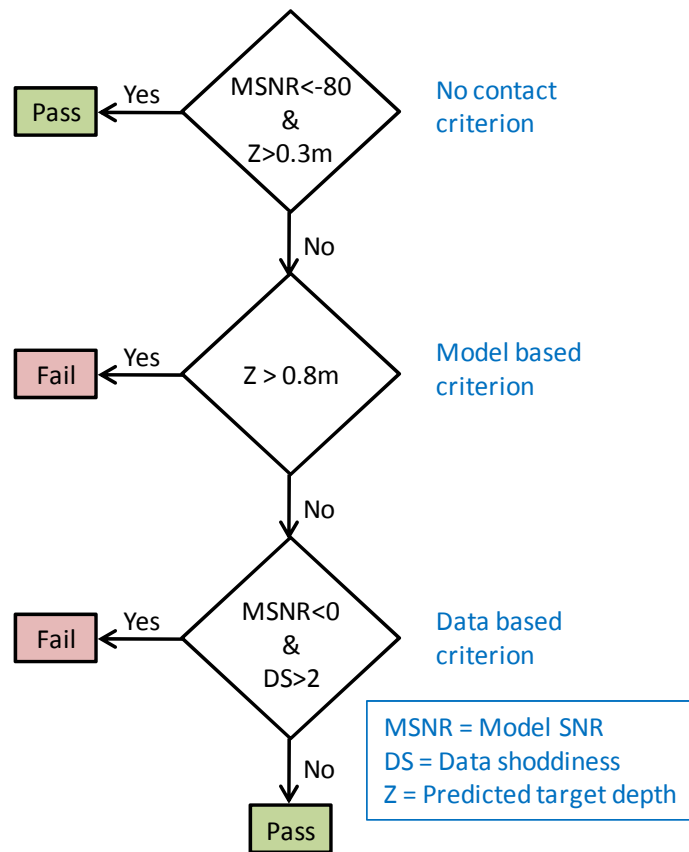 MSNR<-80
&
Z>0.3m
Yes
Pass
No contact
criterion
No
Z > 0.8m
Yes
Fail
Model based
criterion
No
MSNR<0
&
DS>2
Yes
Fail
Data based
criterion
No
Pass
MSNR = Model SNR
DS = Data shoddiness
Z = Predicted target depth